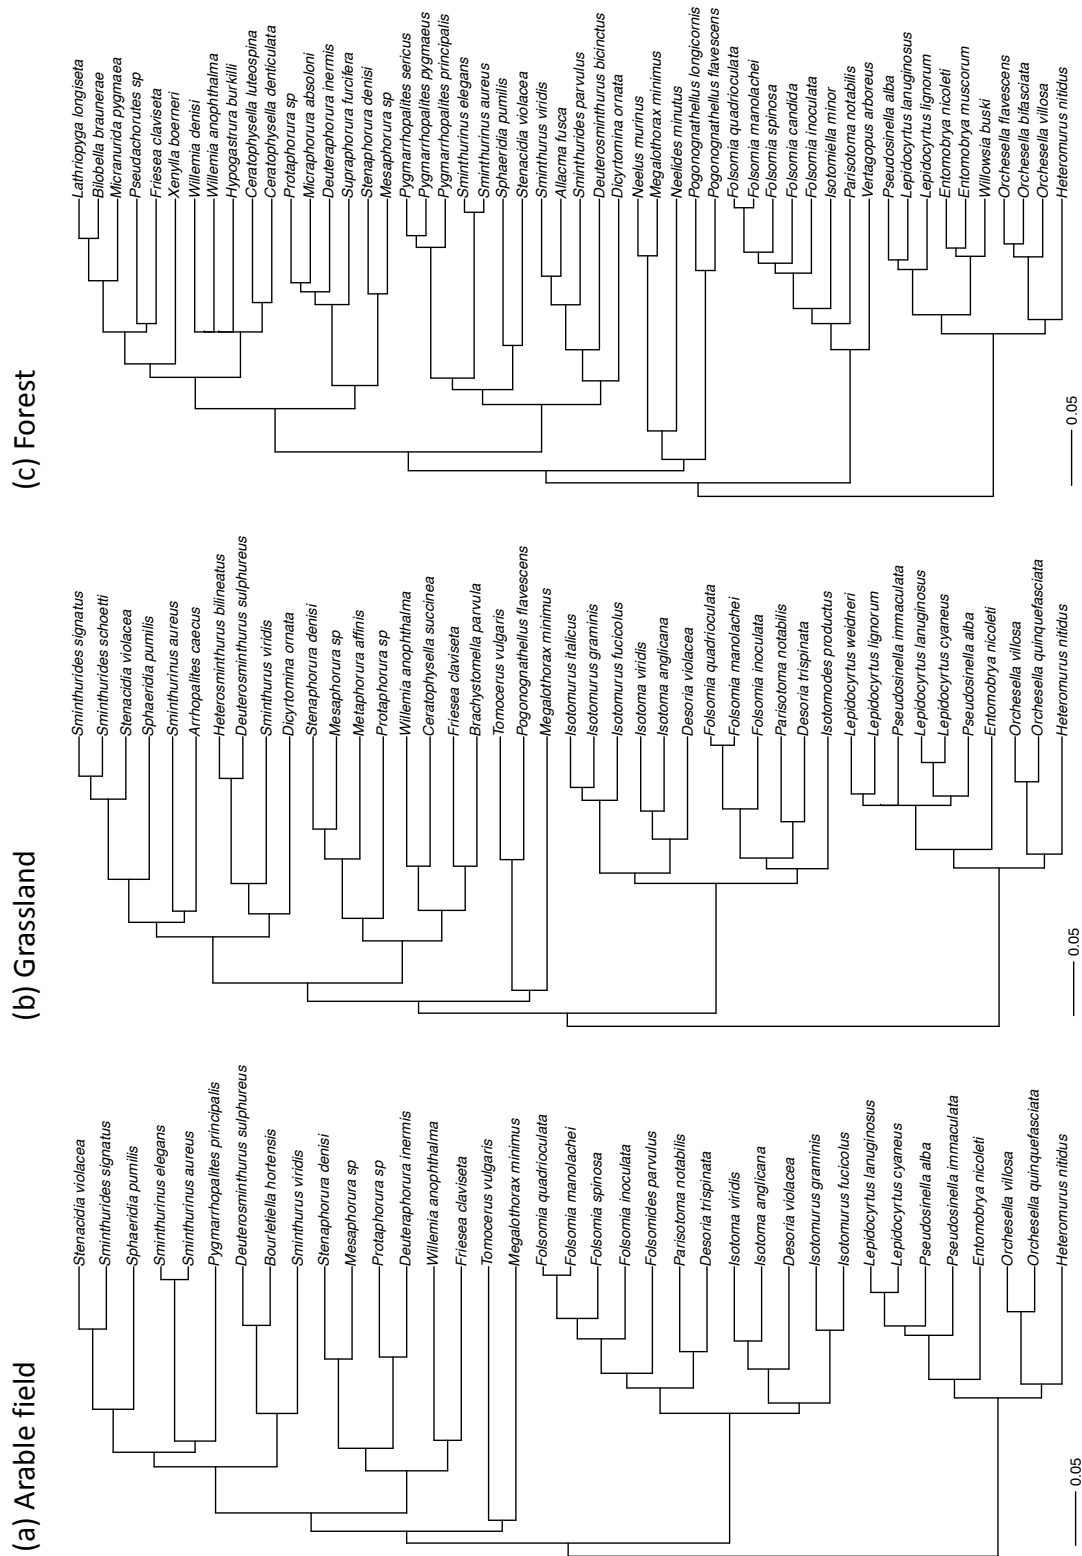 (a) Arable field
Stenacidia violacea
Sminthurides signatus
Sphaeridia pumilis
Sminthurinus elegans
Sminthurinus aureus
Pygmarrhopalites principalis
Deuterosminthurus sulphureus
Bourletiella hortensis
Sminthurus viridis
Stenaphorura denisi
Mesaphorura sp
Protaphorura sp
Deuteraphorura inermis
Willemia anophthalma
Friesea claviseta
Tomocerus vulgaris
Megalothorax minimus
Folsomia quadrioculata
Folsomia manolachei
Folsomia spinosa
Folsomia inoculata
Folsomides parvulus
Parisotoma notabilis
Desoria trispinata
Isotoma viridis
Isotoma anglicana
Desoria violacea
Isotomurus graminis
Isotomurus fucicolus
Lepidocyrtus lanuginosus
Lepidocyrtus cyaneus
Pseudosinella alba
Pseudosinella immaculata
Entomobrya nicoleti
Orchesella villosa
Orchesella quinquefasciata
Heteromurus nitidus
0.05
(b) Grassland
Sminthurides signatus
Sminthurides schoetti
Stenacidia violacea
Sphaeridia pumilis
Sminthurinus aureus
Arrhopalites caecus
Heterosminthurus bilineatus
Deuterosminthurus sulphureus
Sminthurus viridis
Dicyrtomina ornata
Stenaphorura denisi
Mesaphorura sp
Metaphorura affinis
Protaphorura sp
Willemia anophthalma
Ceratophysella succinea
Friesea claviseta
Brachystomella parvula
Tomocerus vulgaris
Pogonognathellus flavescens
Megalothorax minimus
Isotomurus italicus
Isotomurus graminis
Isotomurus fucicolus
Isotoma viridis
Isotoma anglicana
Desoria violacea
Folsomia quadrioculata
Folsomia manolachei
Folsomia inoculata
Parisotoma notabilis
Desoria trispinata
Isotomodes productus
Lepidocyrtus weidneri
Lepidocyrtus lignorum
Pseudosinella immaculata
Lepidocyrtus lanuginosus
Lepidocyrtus cyaneus
Pseudosinella alba
Entomobrya nicoleti
Orchesella villosa
Orchesella quinquefasciata
Heteromurus nitidus
0.05
(c) Forest
Lathriopyga longiseta
Bilobella braunerae
Micranurida pygmaea
Pseudachorutes sp
Friesea claviseta
Xenylla boerneri
Willemia denisi
Willemia anophthalma
Hypogastrura burkilli
Ceratophysella luteospina
Ceratophysella denticulata
Protaphorura sp
Micraphorura absoloni
Deuteraphorura inermis
Supraphorura furcifera
Stenaphorura denisi
Mesaphorura sp
Pygmarrhopalites sericus
Pygmarrhopalites pygmaeus
Pygmarrhopalites principalis
Sminthurinus elegans
Sminthurinus aureus
Sphaeridia pumilis
Stenacidia violacea
Sminthurus viridis
Allacma fusca
Sminthurides parvulus
Deuterosminthurus bicinctus
Dicyrtomina ornata
Neelus murinus
Megalothorax minimus
Neelides minutus
Pogonognathellus longicornis
Pogonognathellus flavescens
Folsomia quadrioculata
Folsomia manolachei
Folsomia spinosa
Folsomia candida
Folsomia inoculata
Isotomiella minor
Parisotoma notabilis
Vertagopus arboreus
Pseudosinella alba
Lepidocyrtus lanuginosus
Lepidocyrtus lignorum
Entomobrya nicoleti
Entomobrya muscorum
Willowsia buski
Orchesella flavescens
Orchesella bifasciata
Orchesella villosa
Heteromurus nitidus
0.05